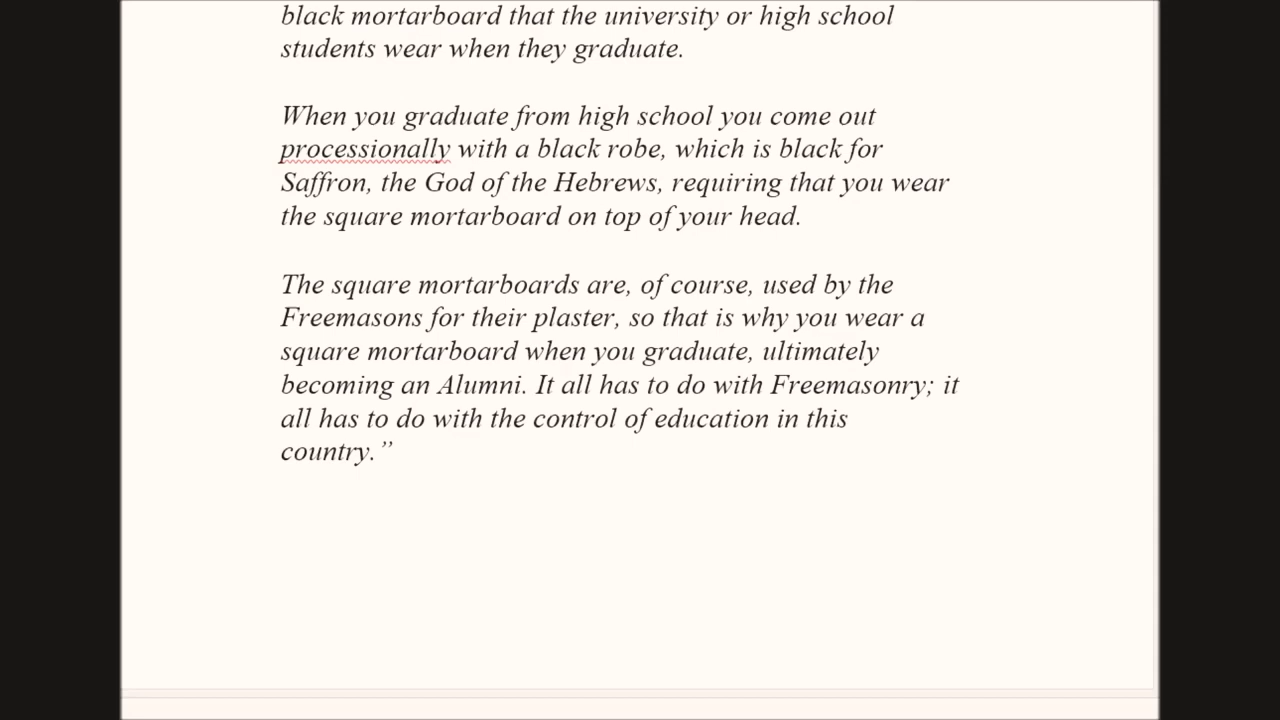 black mortarboard that the university or high school
students wear when they graduate.
When you graduate from high school you come out
processionally with a black robe, which is black for
Saffron, the God of the Hebrews, requiring that you wear
the square mortarboard on top of your head.
The square mortarboards are, of course, used by the
Freemasons for their plaster, so that is why you wear a
square mortarboard when you graduate, ultimately
becoming an Alumni. It all has to do with Freemasonry; it
all has to do with the control of education in this
country.”